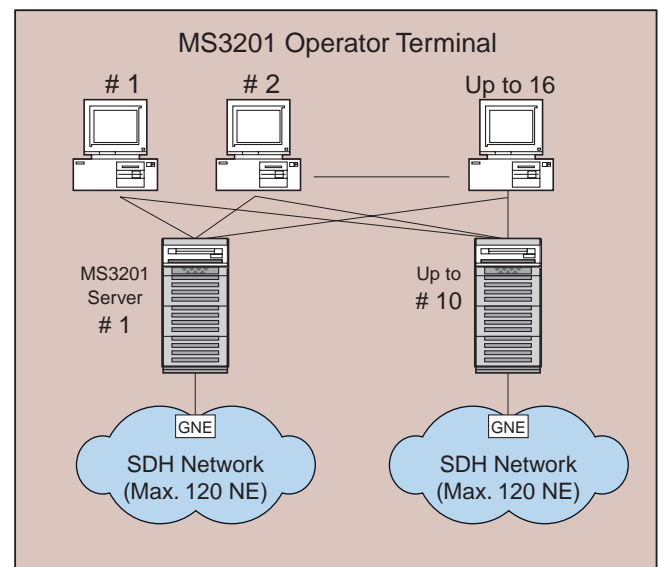 MS3201 Operator Terminal
# 1
# 2
Up to 16
MS3201
Server
# 1
Up to
# 10
GNE
GNE
SDH Network
(Max. 120 NE)
SDH Network
(Max. 120 NE)